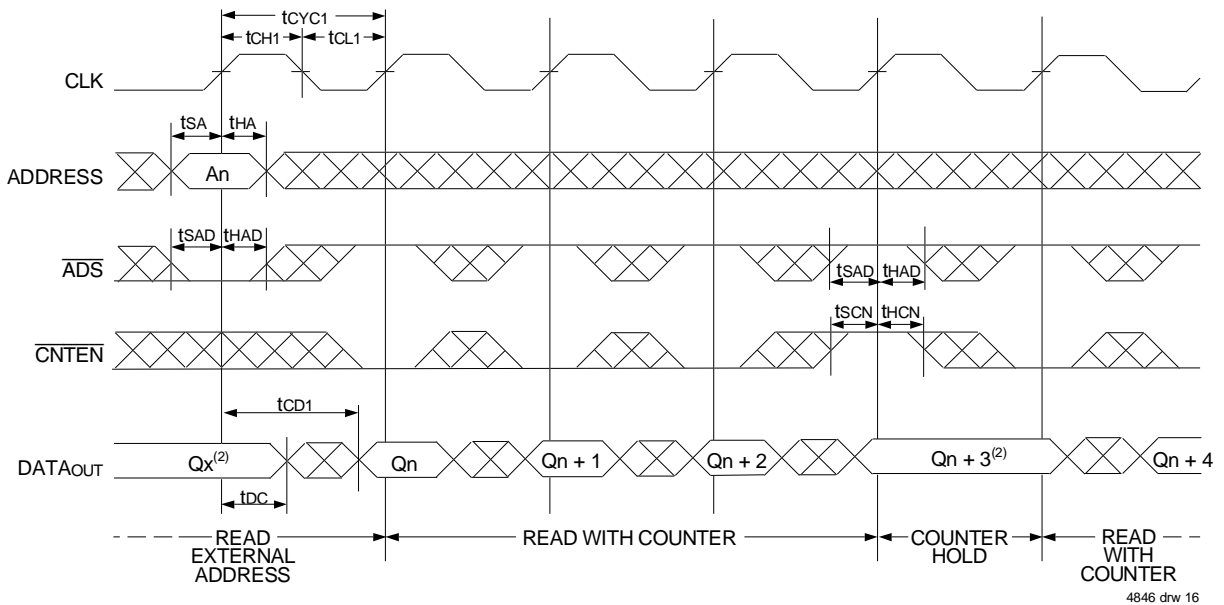 tCYC1
tCH1 tCL1
CLK
tSA tHA
ADDRESS An
tSAD tHAD
ADS
tSAD tHAD
tSCN tHCN
CNTEN
tCD1
DATAOUT Qx(2) Qn Qn + 1 Qn + 2 Qn + 3(2) Qn + 4
tDC
READ EXTERNAL ADDRESS
READ WITH COUNTER
COUNTER HOLD
READ WITH COUNTER
4846 drw 16